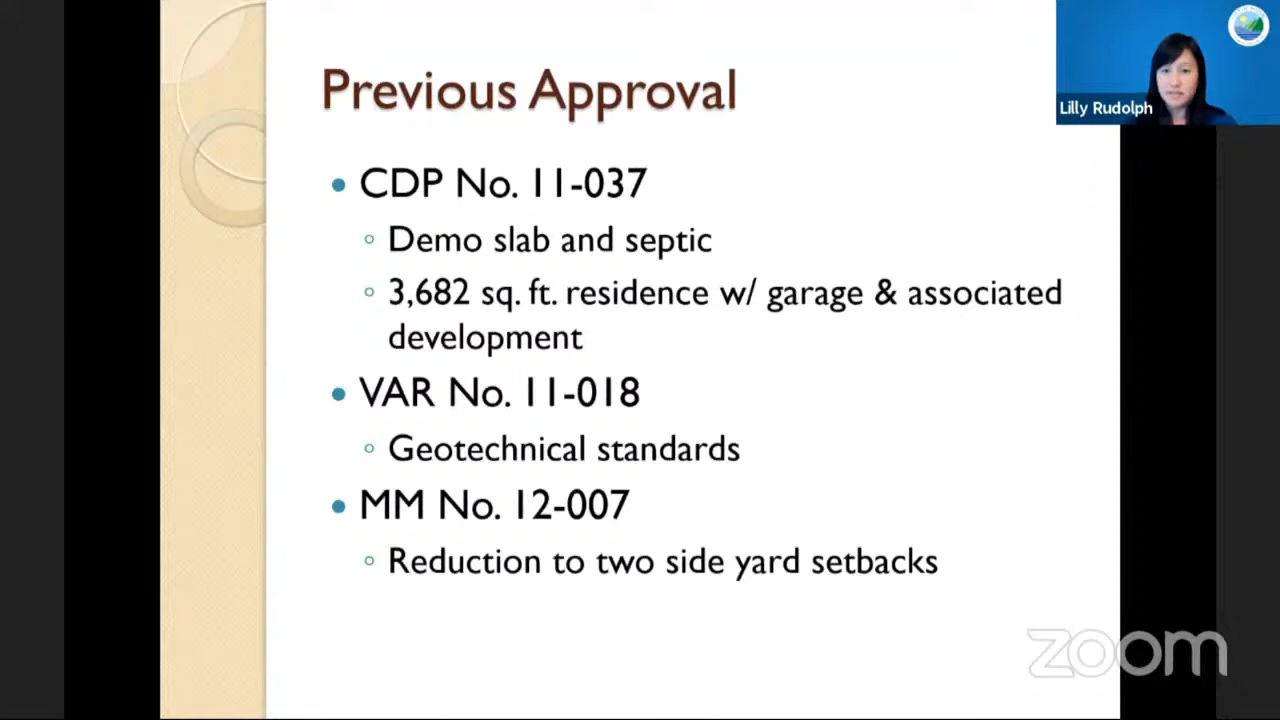 Previous Approval
Lilly Rudolph
• CDP No. 11-037
◦ Demo slab and septic
◦ 3,682 sq. ft. residence w/ garage & associated
development
• VAR No. 11-018
◦ Geotechnical standards
• MM No. 12-007
◦ Reduction to two side yard setbacks
zoom